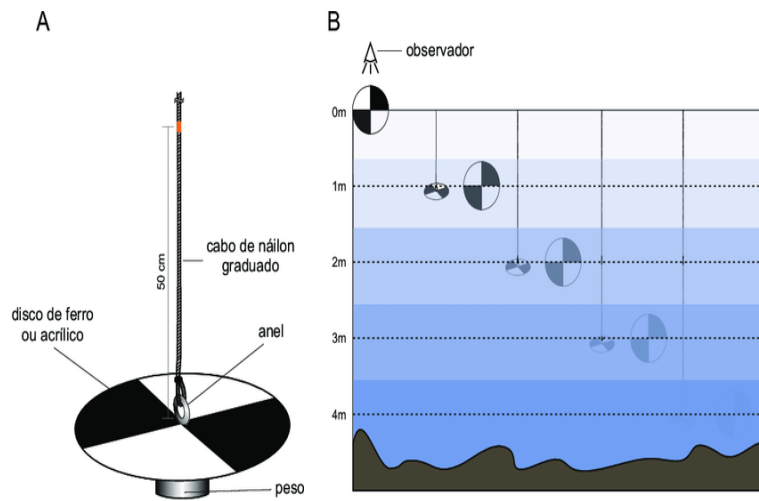 A
50 cm
cabo de náilon
graduado
disco de ferro
ou acrílico
anel
peso
B
observador
0m
1m
2m
3m
4m